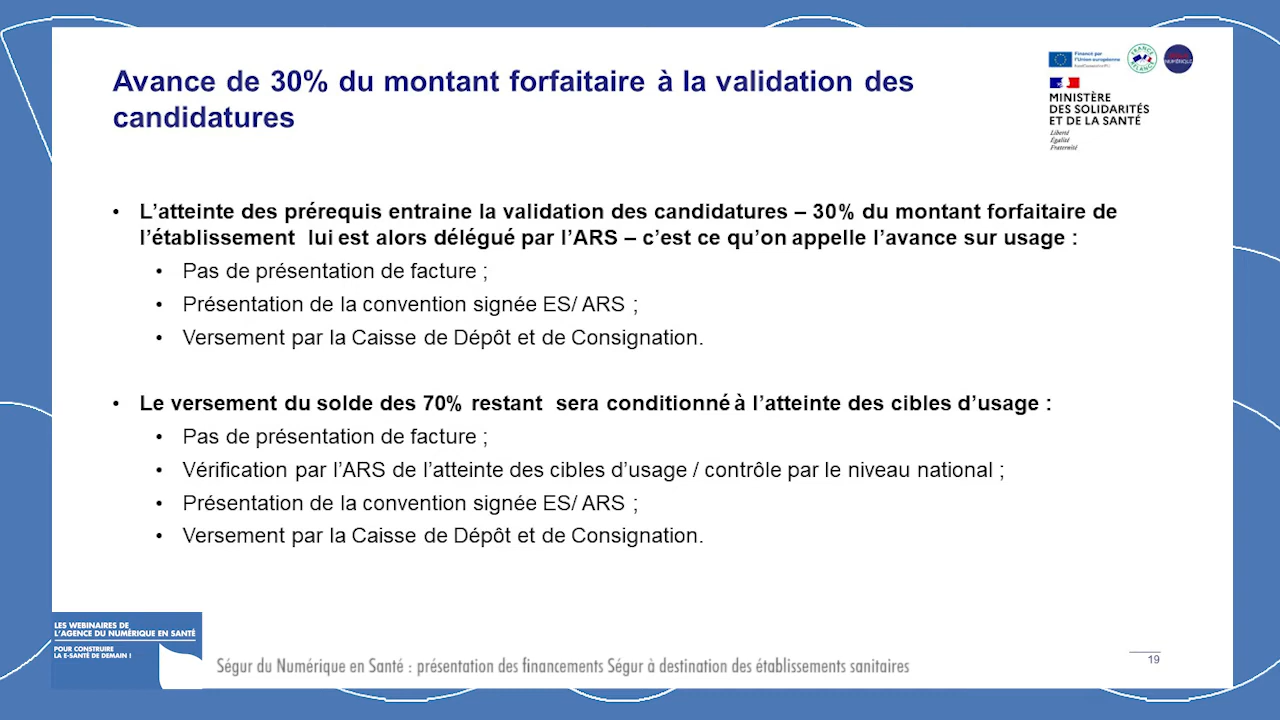 Avance de 30% du montant forfaitaire à la validation des
candidatures
Financé par
l'Union européenne
FRANCE
RELANCE
NUMÉRIQUE
MINISTÈRE
DES SOLIDARITÉS
ET DE LA SANTÉ
Liberté
Égalité
Fraternité
• L'atteinte des prérequis entraine la validation des candidatures – 30% du montant forfaitaire de
l'établissement lui est alors délégué par l'ARS – c'est ce qu'on appelle l'avance sur usage :
• Pas de présentation de facture ;
• Présentation de la convention signée ES/ ARS ;
• Versement par la Caisse de Dépôt et de Consignation.
• Le versement du solde des 70% restant sera conditionné à l'atteinte des cibles d'usage :
• Pas de présentation de facture ;
• Vérification par l'ARS de l'atteinte des cibles d'usage / contrôle par le niveau national ;
• Présentation de la convention signée ES/ ARS ;
• Versement par la Caisse de Dépôt et de Consignation.
LES WEBINAIRES DE
L'AGENCE DU NUMÉRIQUE EN SANTÉ
POUR CONSTRUIRE
LA E-SANTÉ DE DEMAIN !
Ségur du Numérique en Santé : présentation des financements Ségur à destination des établissements sanitaires
19